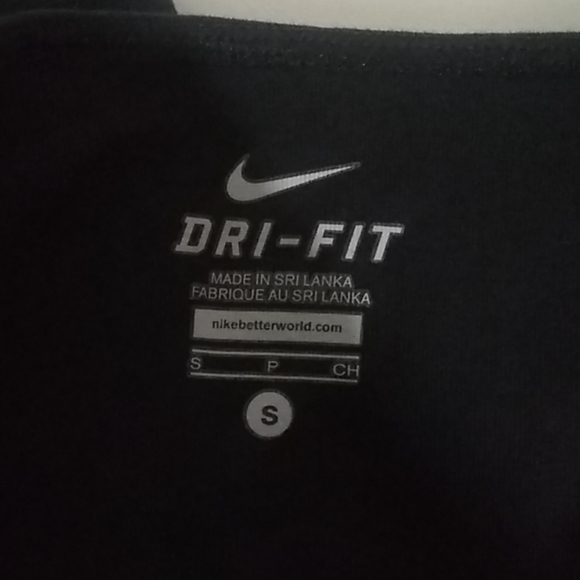 DRI-FIT
MADE IN SRI LANKA
FABRIQUE AU SRI LANKA
nikebetterworld.com
S P CH
S